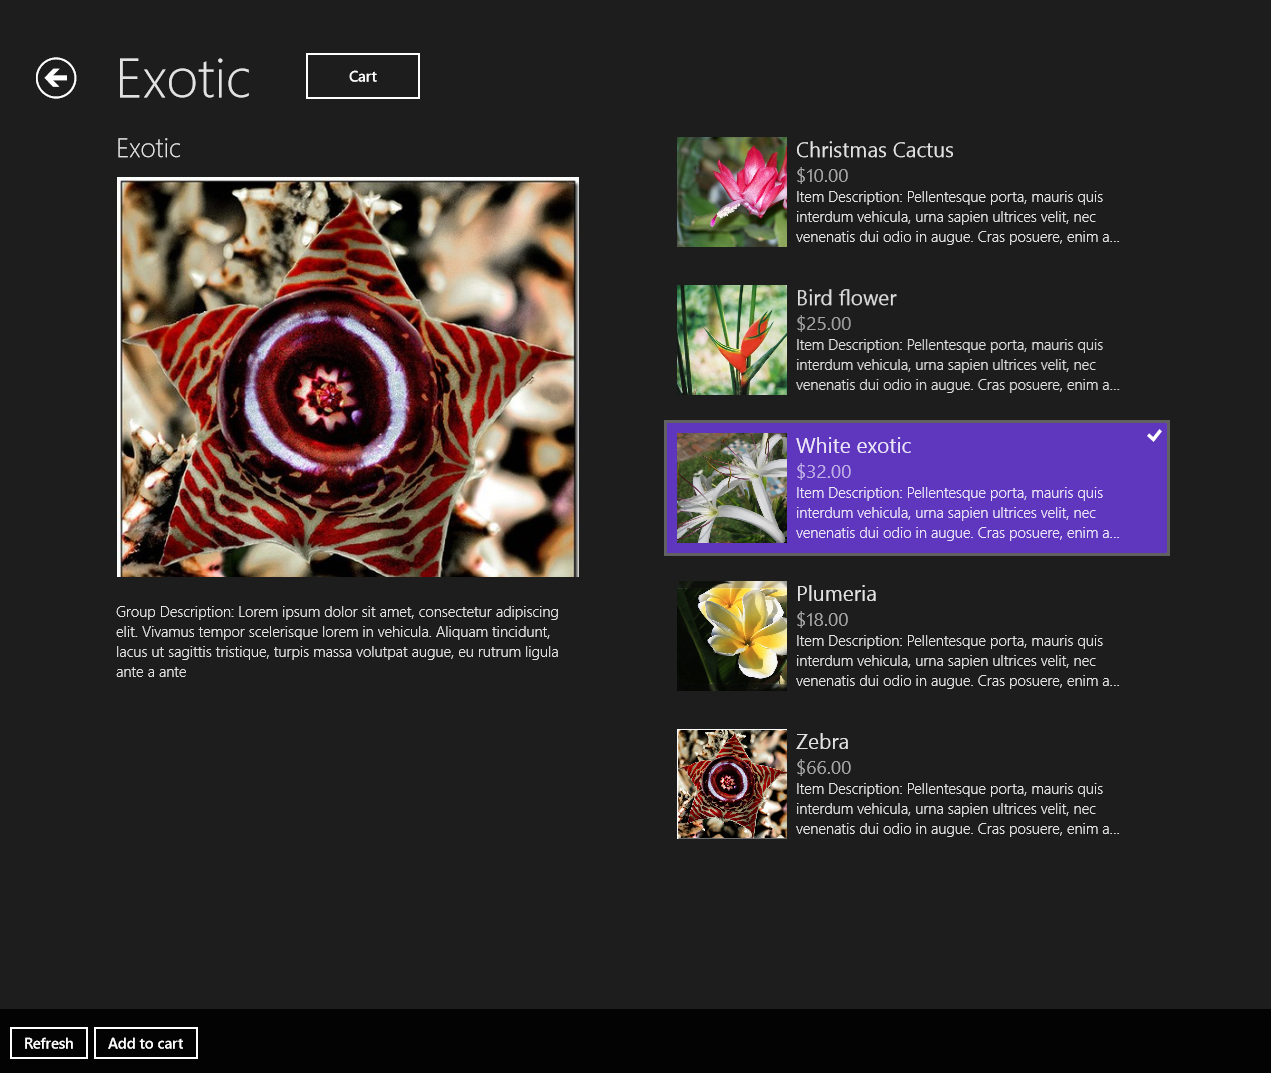 Exotic
Cart
Exotic
Group Description: Lorem ipsum dolor sit amet, consectetur adipiscing
elit. Vivamus tempor scelerisque lorem in vehicula. Aliquam tincidunt,
lacus ut sagittis tristique, turpis massa volutpat augue, eu rutrum ligula
ante a ante
Christmas Cactus
$10.00
Item Description: Pellentesque porta, mauris quis
interdum vehicula, urna sapien ultrices velit, nec
venenatis dui odio in augue. Cras posuere, enim a...
Bird flower
$25.00
Item Description: Pellentesque porta, mauris quis
interdum vehicula, urna sapien ultrices velit, nec
venenatis dui odio in augue. Cras posuere, enim a...
White exotic
$32.00
Item Description: Pellentesque porta, mauris quis
interdum vehicula, urna sapien ultrices velit, nec
venenatis dui odio in augue. Cras posuere, enim a...
Plumeria
$18.00
Item Description: Pellentesque porta, mauris quis
interdum vehicula, urna sapien ultrices velit, nec
venenatis dui odio in augue. Cras posuere, enim a...
Zebra
$66.00
Item Description: Pellentesque porta, mauris quis
interdum vehicula, urna sapien ultrices velit, nec
venenatis dui odio in augue. Cras posuere, enim a...
Refresh
Add to cart